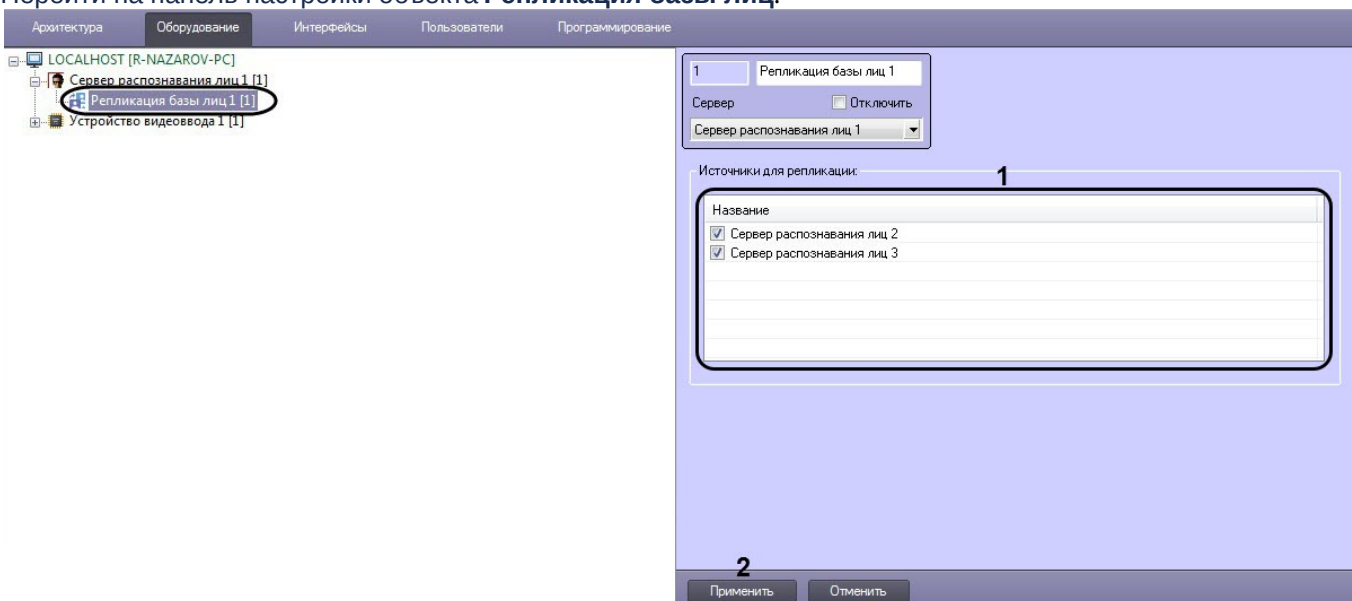 Перейти на панель настройки объекта Репликация базы лиц.
Архитектура Оборудование Интерфейсы Пользователи Программирование
LOCALHOST [R-NAZAROV-PC]
Сервер распознавания лиц 1 [1]
Репликация базы лиц 1 [1]
Устройство видеоввода 1 [1]
1 Репликация базы лиц 1
Сервер Отключить
Сервер распознавания лиц 1
Источники для репликации:
1
Название
Сервер распознавания лиц 2
Сервер распознавания лиц 3
2
Применить Отменить